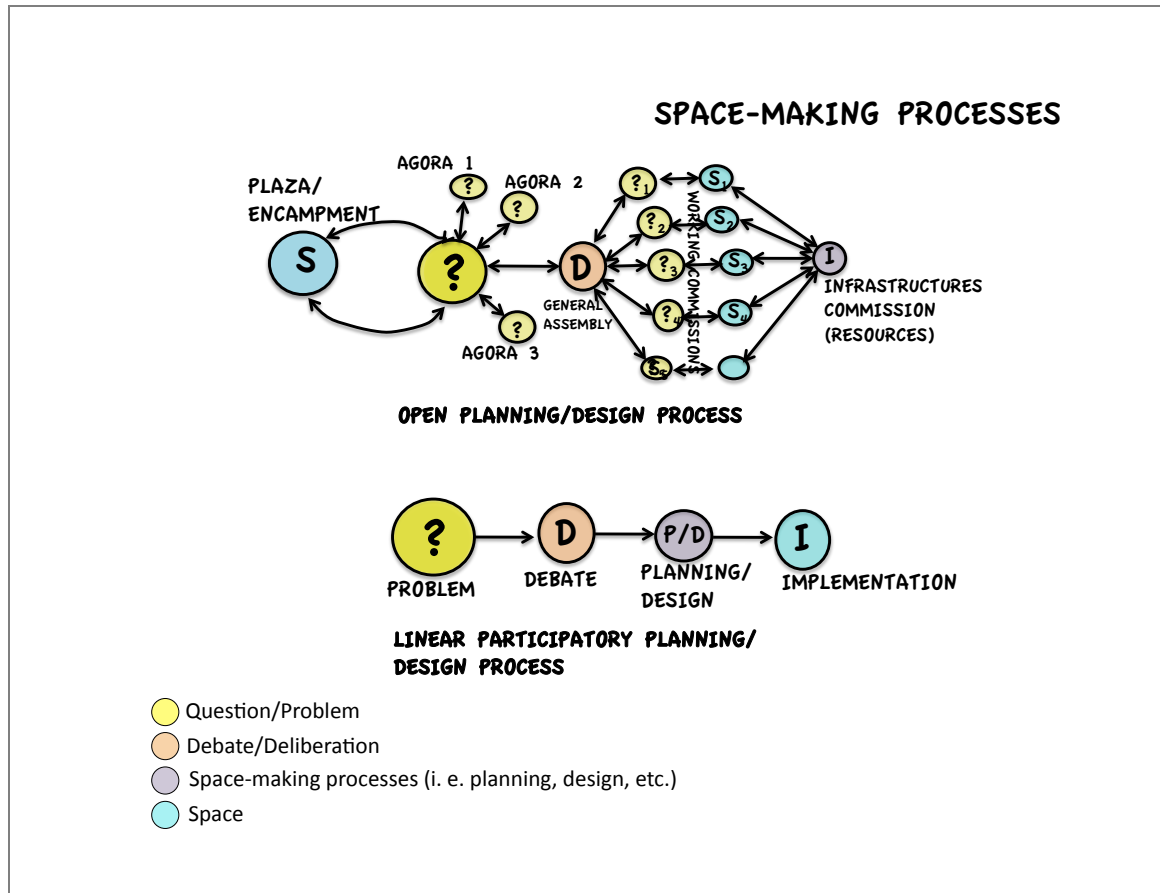 SPACE-MAKING PROCESSES
PLAZA/
ENCAMPMENT
S
AGORA 1
?
AGORA 2
?
?
AGORA 3
?
D
GENERAL
ASSEMBLY
?1
?2
?3
?4
WORKING COMMISSIONS
S1
S2
S3
S4
I
INFRASTRUCTURES
COMMISSION
(RESOURCES)
OPEN PLANNING/DESIGN PROCESS
?
PROBLEM
D
DEBATE
P/D
PLANNING/
DESIGN
I
IMPLEMENTATION
LINEAR PARTICIPATORY PLANNING/
DESIGN PROCESS
Question/Problem
Debate/Deliberation
Space-making processes (i. e. planning, design, etc.)
Space